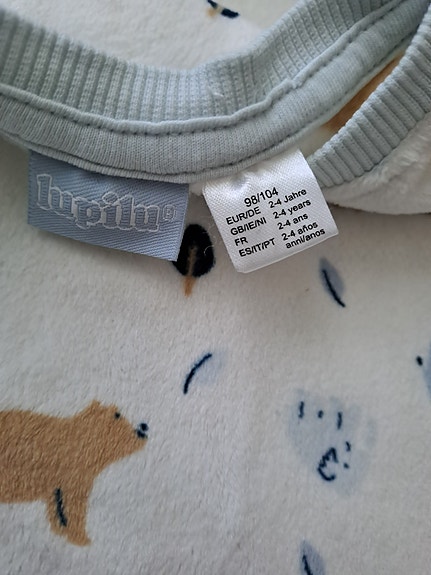 lupilu®
98/104
EUR/DE 2-4 Jahre
GB/IE/NI 2-4 years
FR 2-4 ans
ES/IT/PT 2-4 años
anni/anos